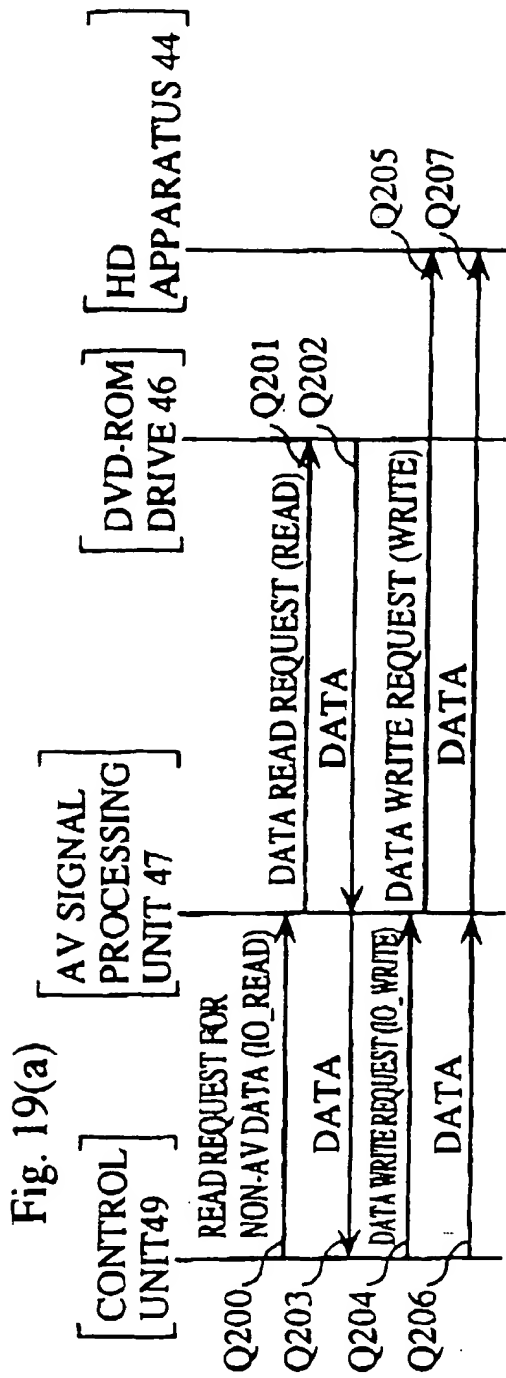 Fig. 19(a)
CONTROL
UNIT49
AV SIGNAL
PROCESSING
UNIT 47
DVD-ROM
DRIVE 46
HD
APPARATUS 44
Q200
READ REQUEST FOR
NON-AV DATA (IO_READ)
DATA READ REQUEST (READ)
Q201
Q203
DATA
DATA
Q202
Q204
DATA WRITE REQUEST (IO_WRITE)
DATA WRITE REQUEST (WRITE)
Q205
Q206
DATA
DATA
Q207